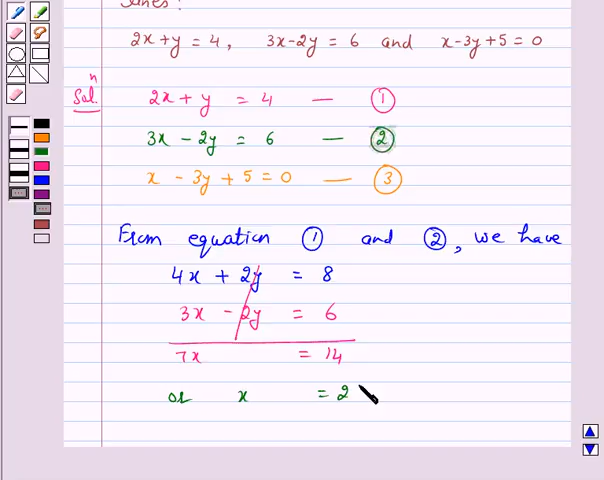 lines :
2x + y = 4, 3x - 2y = 6 and x - 3y + 5 = 0
Solⁿ. 2x + y = 4 — ①
3x - 2y = 6 — ②
x - 3y + 5 = 0 — ③
From equation ① and ②, we have
4x + 2y = 8
3x - 2y = 6
7x = 14
or x = 2